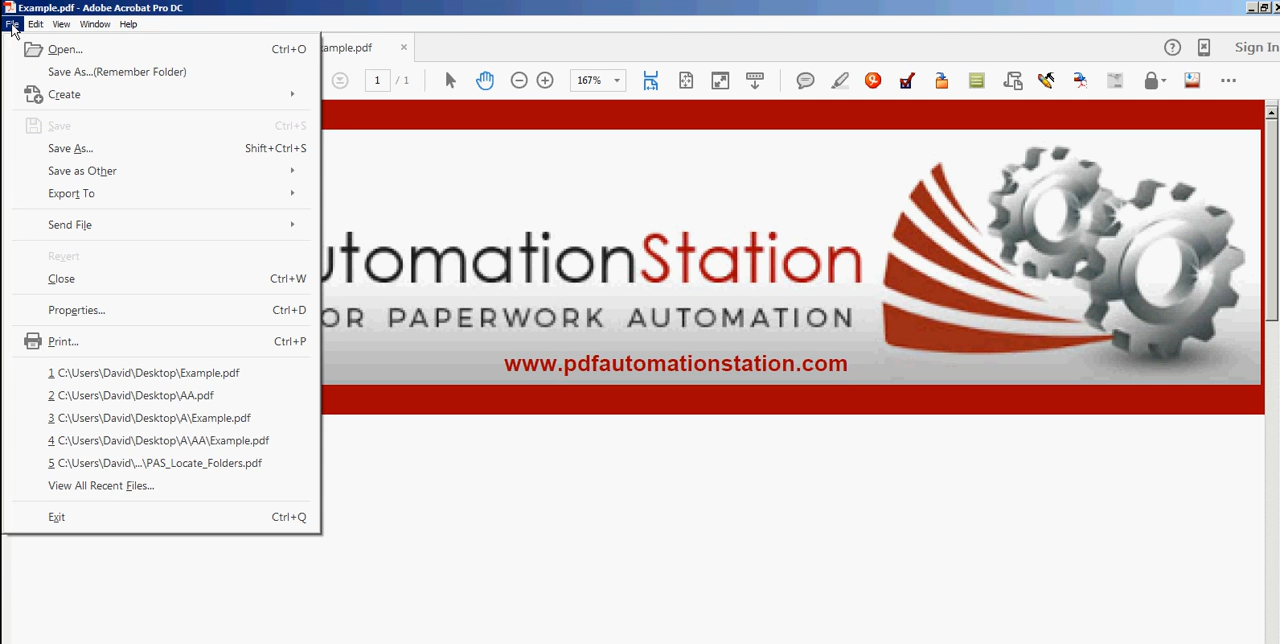 Example.pdf - Adobe Acrobat Pro DC
File Edit View Window Help
ample.pdf ×
Sign In
1 / 1
167%
Open... Ctrl+O
Save As...(Remember Folder)
Create
Save Ctrl+S
Save As... Shift+Ctrl+S
Save as Other
Export To
Send File
Revert
Close Ctrl+W
Properties... Ctrl+D
Print... Ctrl+P
1 C:\Users\David\Desktop\Example.pdf
2 C:\Users\David\Desktop\AA.pdf
3 C:\Users\David\Desktop\A\Example.pdf
4 C:\Users\David\Desktop\A\AA\Example.pdf
5 C:\Users\David\...\PAS_Locate_Folders.pdf
View All Recent Files...
Exit Ctrl+Q
utomationStation
OR PAPERWORK AUTOMATION
www.pdfautomationstation.com